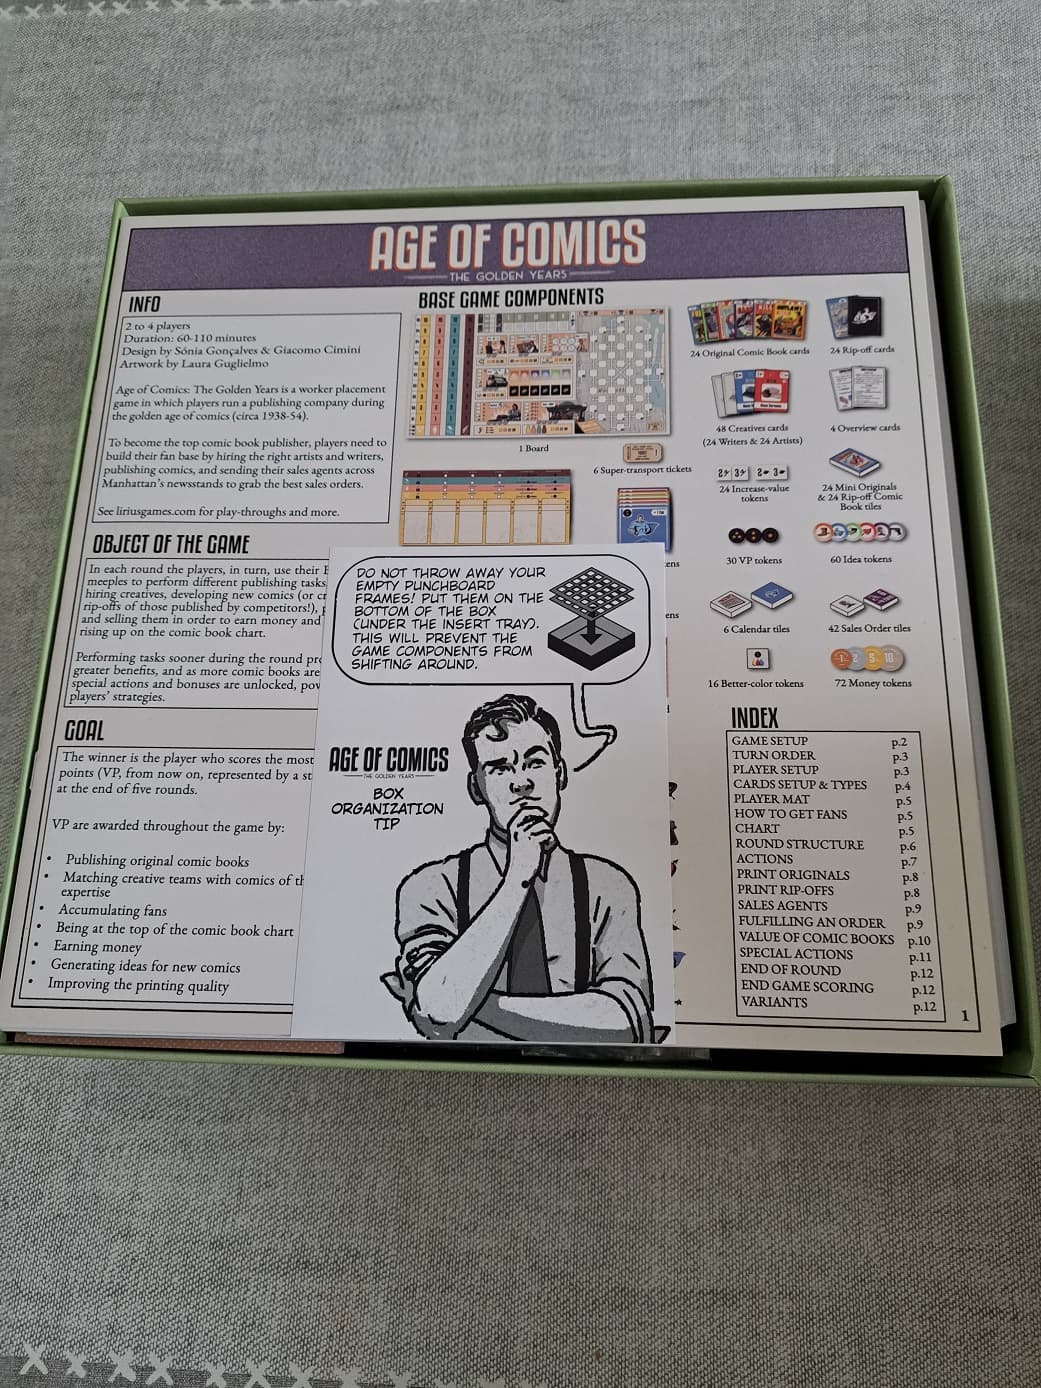 AGE OF COMICS
THE GOLDEN YEARS
INFO
2 to 4 players
Duration: 60-110 minutes
Design by Sónia Gonçalves & Giacomo Cimini
Artwork by Laura Guglielmo
Age of Comics: The Golden Years is a worker placement
game in which players run a publishing company during
the golden age of comics (circa 1938-54).
To become the top comic book publisher, players need to
build their fan base by hiring the right artists and writers,
publishing comics, and sending their sales agents across
Manhattan's newsstands to grab the best sales orders.
See liriusgames.com for play-throughs and more.
OBJECT OF THE GAME
In each round the players, in turn, use their
meeples to perform different publishing tasks,
hiring creatives, developing new comics (or
rip-offs of those published by competitors!),
and selling them in order to earn money and
rising up on the comic book chart.
Performing tasks sooner during the round
greater benefits, and as more comic books are
special actions and bonuses are unlocked,
players' strategies.
GOAL
The winner is the player who scores the most
points (VP, from now on, represented by a
at the end of five rounds.
VP are awarded throughout the game by:
• Publishing original comic books
• Matching creative teams with comics of
expertise
• Accumulating fans
• Being at the top of the comic book chart
• Earning money
• Generating ideas for new comics
• Improving the printing quality
BASE GAME COMPONENTS
1 Board
6 Super-transport tickets
24 Original Comic Book cards
24 Rip-off cards
48 Creatives cards
(24 Writers & 24 Artists)
4 Overview cards
24 Increase-value
tokens
24 Mini Originals
& 24 Rip-off Comic
Book tiles
30 VP tokens
60 Idea tokens
6 Calendar tiles
42 Sales Order tiles
16 Better-color tokens
72 Money tokens
DO NOT THROW AWAY YOUR
EMPTY PUNCHBOARD
FRAMES! PUT THEM ON THE
BOTTOM OF THE BOX
(UNDER THE INSERT TRAY).
THIS WILL PREVENT THE
GAME COMPONENTS FROM
SHIFTING AROUND.
AGE OF COMICS
THE GOLDEN YEARS
BOX
ORGANIZATION
TIP
INDEX
GAME SETUP p.2
TURN ORDER p.3
PLAYER SETUP p.3
CARDS SETUP & TYPES p.4
PLAYER MAT p.5
HOW TO GET FANS p.5
CHART p.5
ROUND STRUCTURE p.6
ACTIONS p.7
PRINT ORIGINALS p.8
PRINT RIP-OFFS p.8
SALES AGENTS p.9
FULFILLING AN ORDER p.9
VALUE OF COMIC BOOKS p.10
SPECIAL ACTIONS p.11
END OF ROUND p.12
END GAME SCORING p.12
VARIANTS p.12
1